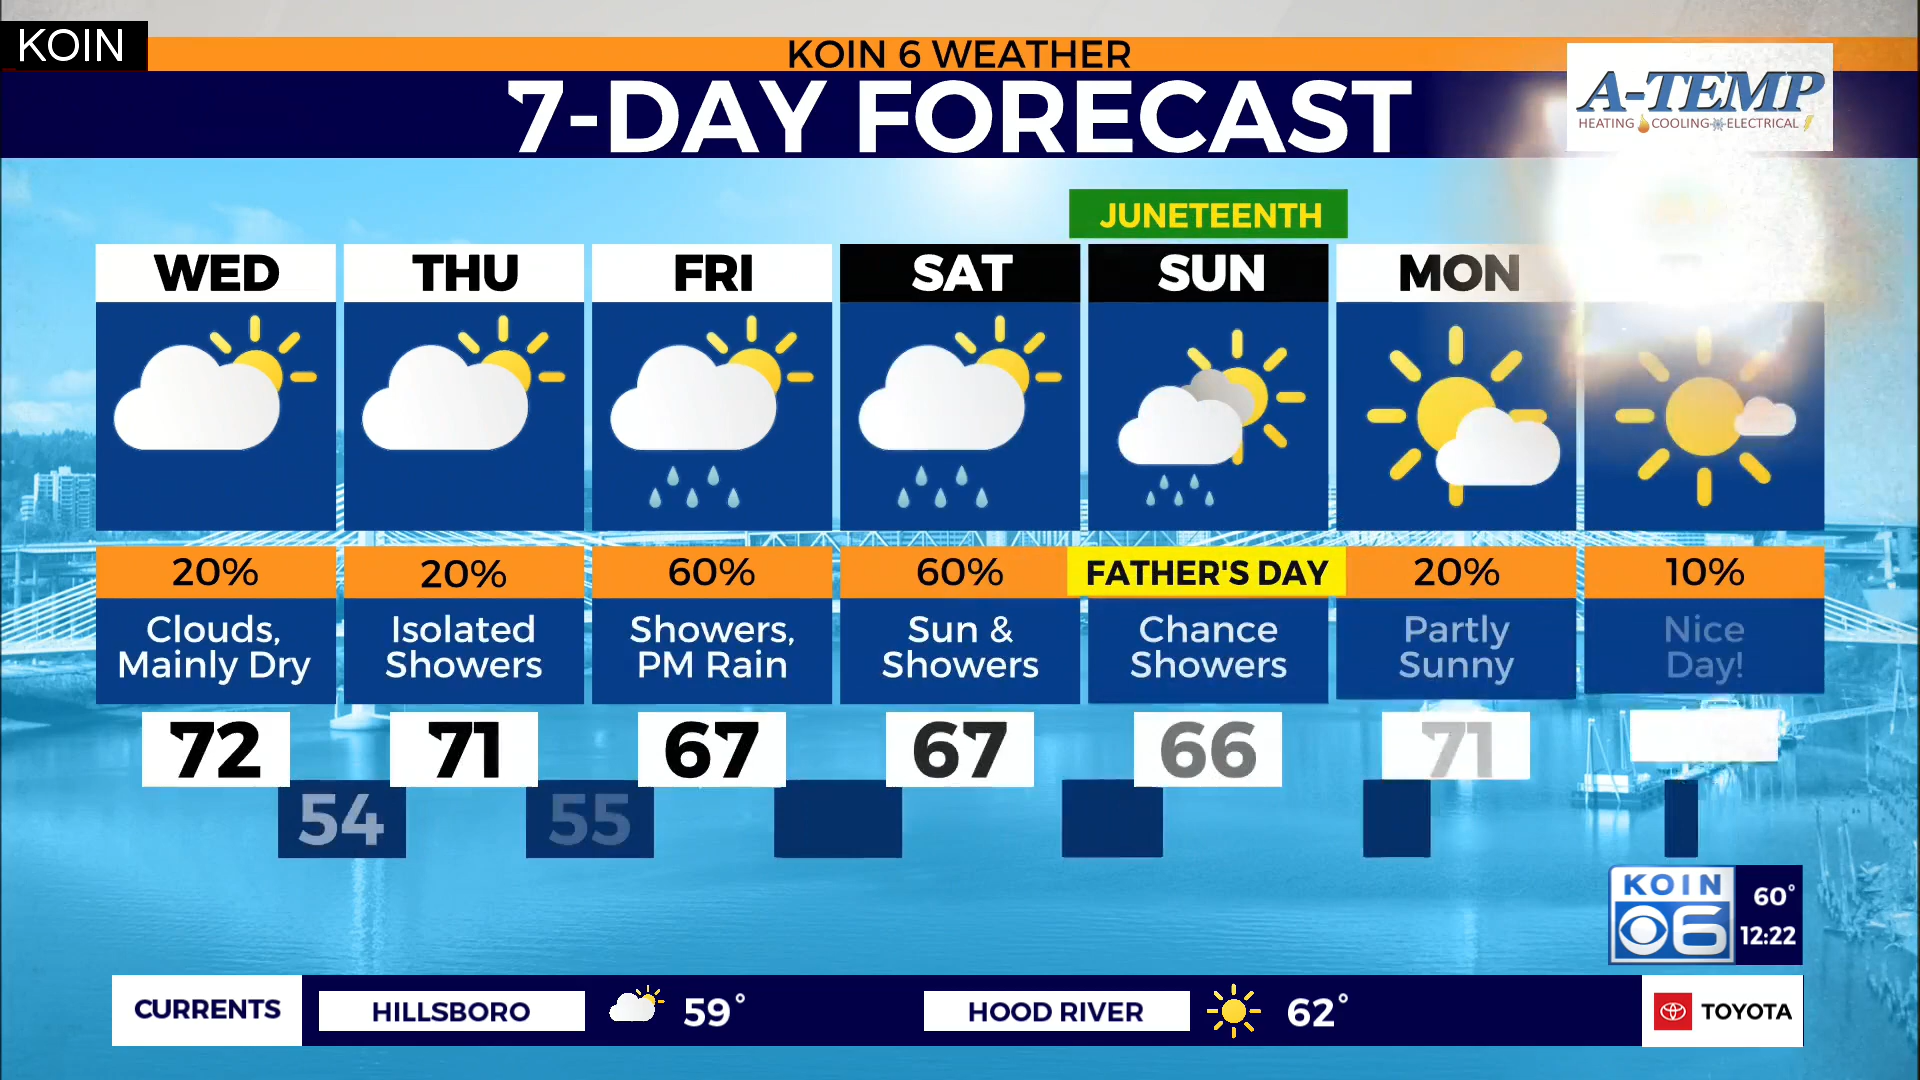 KOIN
KOIN 6 WEATHER
7-DAY FORECAST
A-TEMP
HEATING COOLING ELECTRICAL
JUNETEENTH
WED THU FRI SAT SUN MON
20% 20% 60% 60% FATHER'S DAY 20% 10%
Clouds, Isolated Showers, Sun & Chance Partly Nice
Mainly Dry Showers PM Rain Showers Showers Sunny Day!
72 71 67 67 66 71
54 55
KOIN 60°
6 12:22
CURRENTS HILLSBORO 59° HOOD RIVER 62° TOYOTA